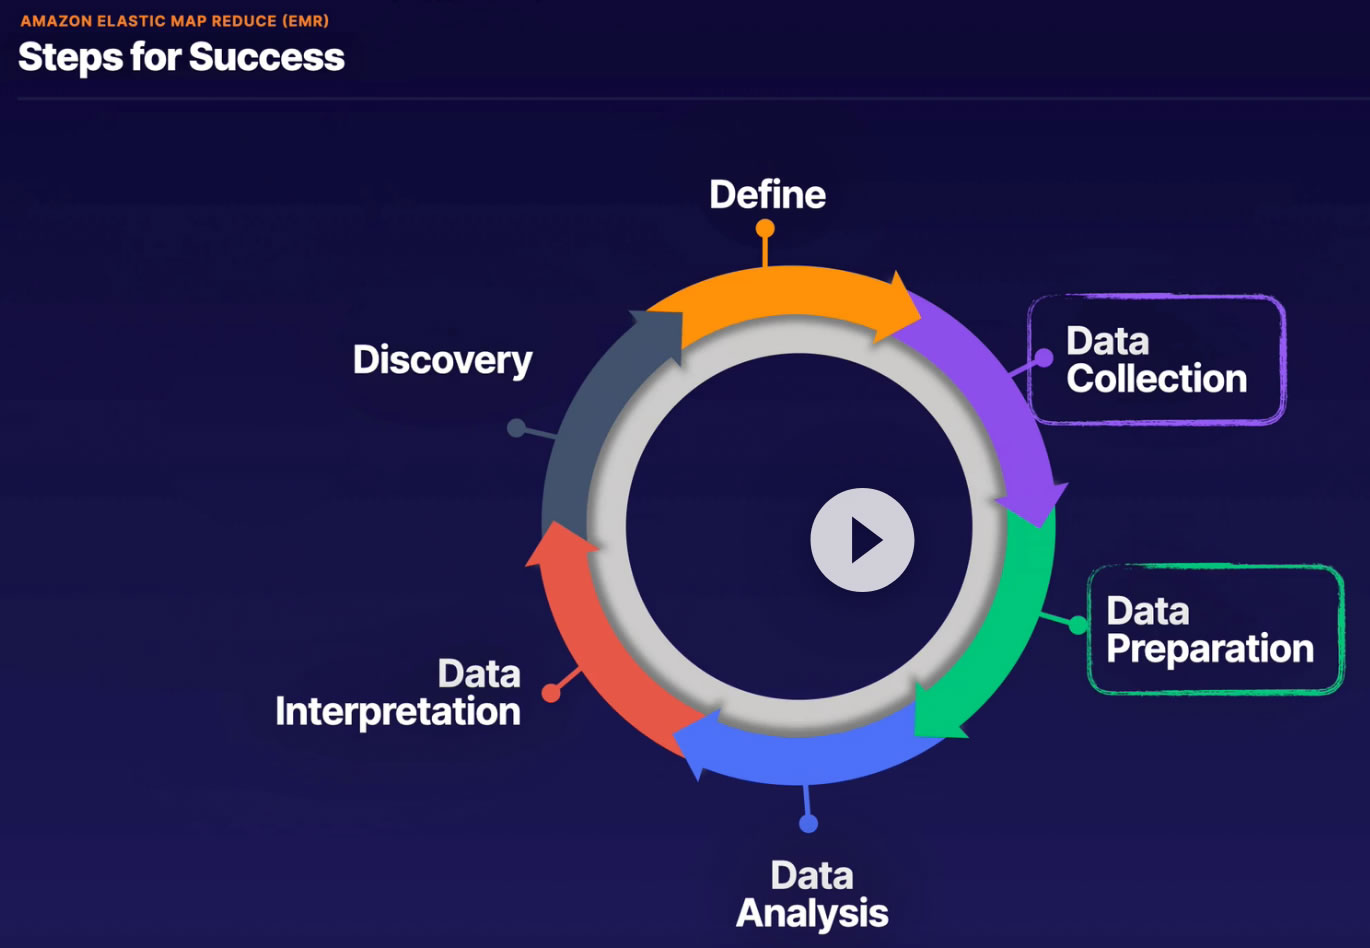 AMAZON ELASTIC MAP REDUCE (EMR)
Steps for Success
Define
Data
Collection
Data
Preparation
Data
Analysis
Data
Interpretation
Discovery